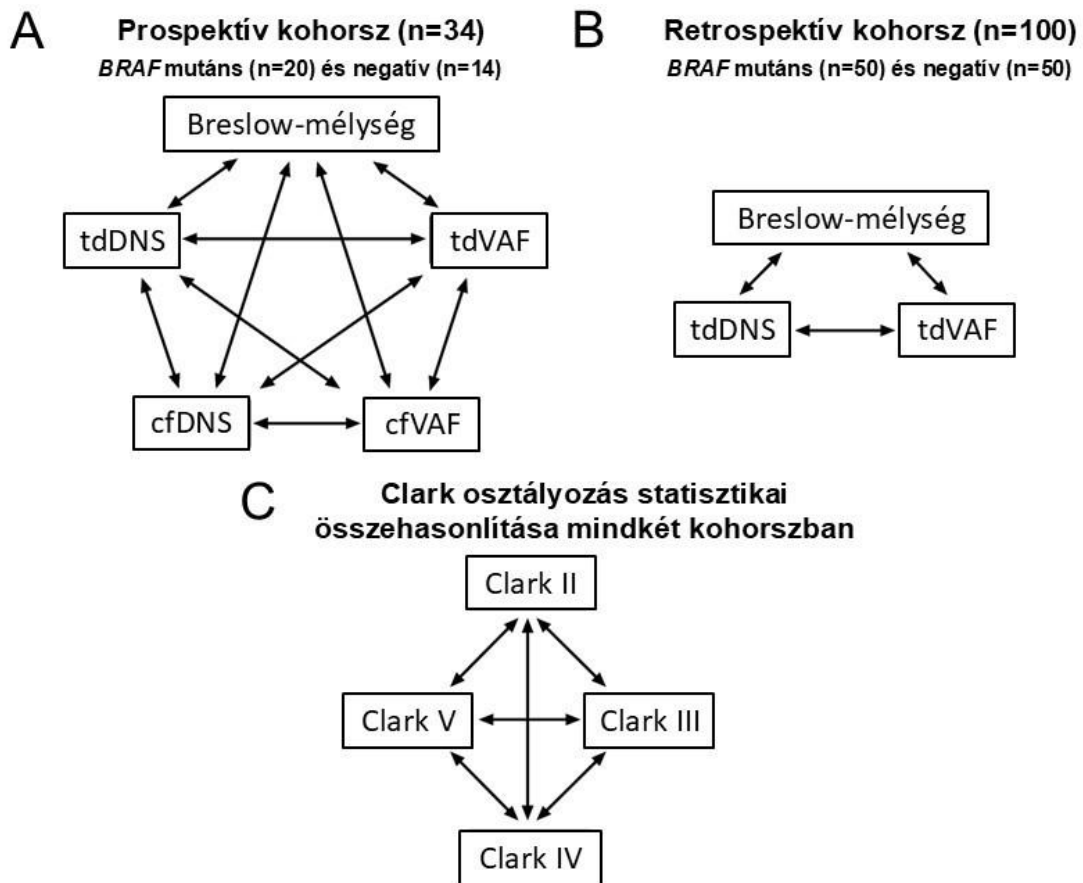 A
Prospektív kohorsz (n=34)
BRAF mutáns (n=20) és negatív (n=14)
Breslow-mélység
tdDNS
tdVAF
cfDNS
cfVAF
B
Retrospektív kohorsz (n=100)
BRAF mutáns (n=50) és negatív (n=50)
Breslow-mélység
tdDNS
tdVAF
C
Clark osztályozás statisztikai
összehasonlítása mindkét kohorszban
Clark II
Clark V
Clark III
Clark IV